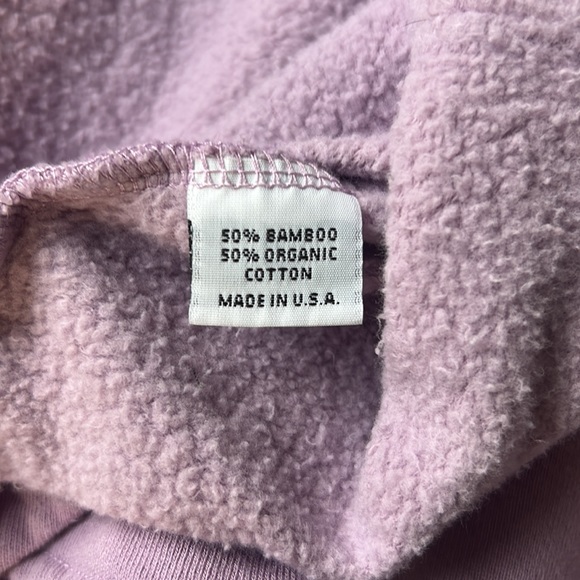 50% BAMBOO
50% ORGANIC
COTTON
MADE IN U.S.A.